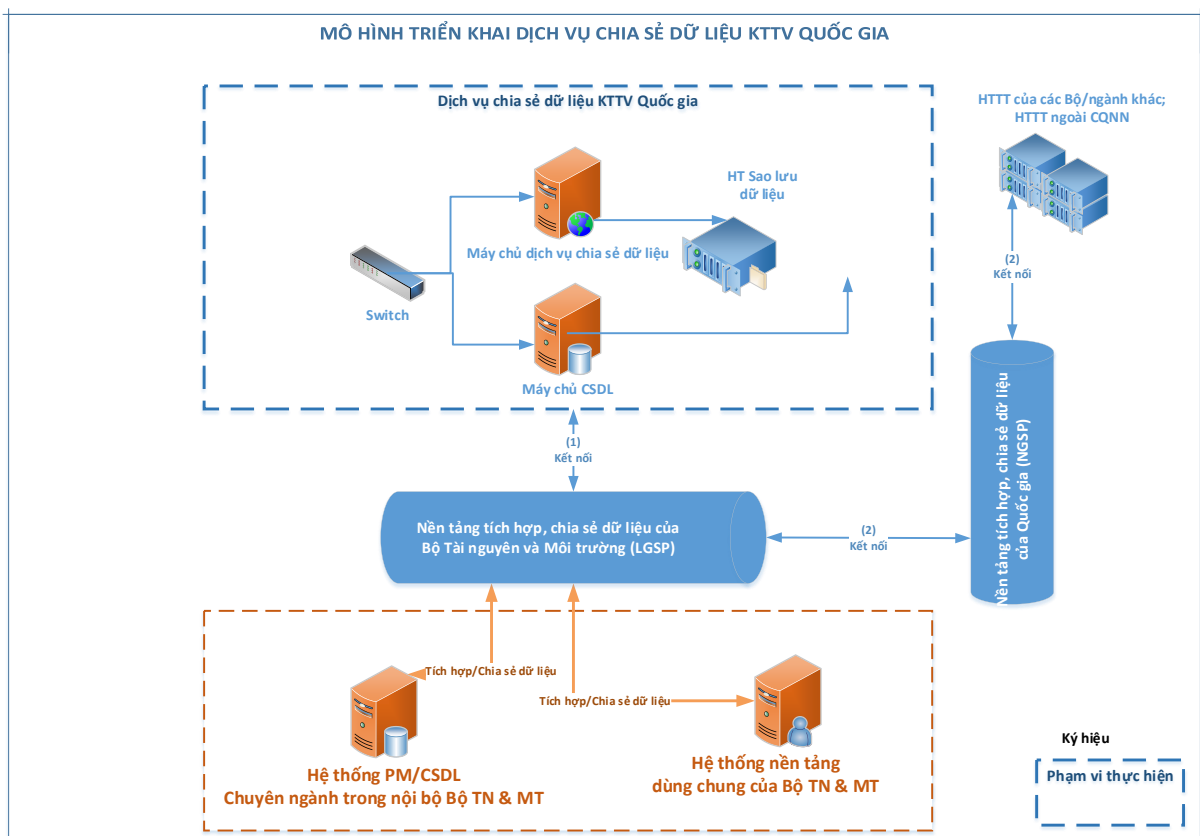 MÔ HÌNH TRIỂN KHAI DỊCH VỤ CHIA SẺ DỮ LIỆU KTTV QUỐC GIA
Dịch vụ chia sẻ dữ liệu KTTV Quốc gia
HTTT của các Bộ/ngành khác;
HTTT ngoài CQNN
HT Sao lưu
dữ liệu
Máy chủ dịch vụ chia sẻ dữ liệu
Switch
Máy chủ CSDL
(2)
Kết nối
(1)
Kết nối
Nền tảng tích hợp, chia sẻ dữ liệu
của Quốc gia (NGSP)
Nền tảng tích hợp, chia sẻ dữ liệu của
Bộ Tài nguyên và Môi trường (LGSP)
(2)
Kết nối
Tích hợp/Chia sẻ dữ liệu
Tích hợp/Chia sẻ dữ liệu
Hệ thống PM/CSDL
Chuyên ngành trong nội bộ Bộ TN & MT
Hệ thống nền tảng
dùng chung của Bộ TN & MT
Ký hiệu
Phạm vi thực hiện